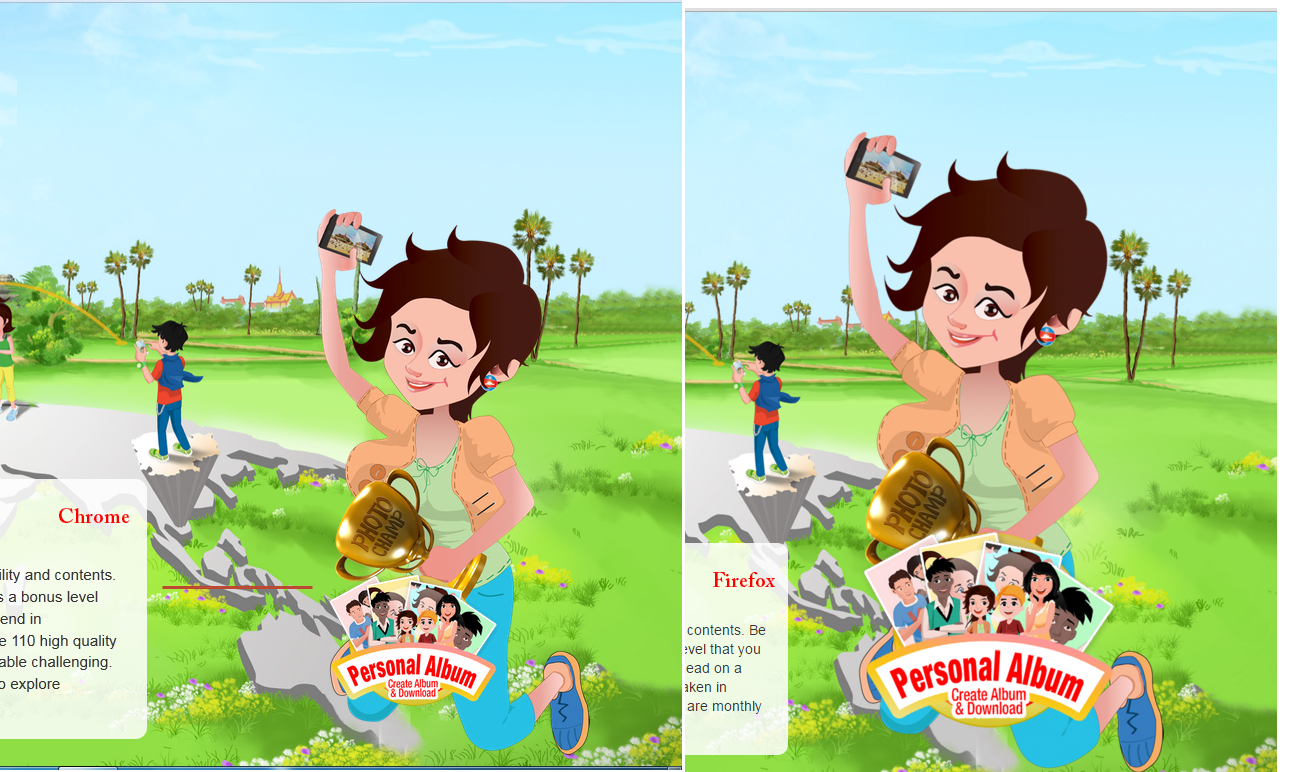 Chrome
ility and contents.
s a bonus level
end in
e 110 high quality
able challenging.
o explore
PHOTO
CHAMP
Personal Album
Create Album
& Download
Firefox
contents. Be
evel that you
ead on a
aken in
are monthly
PHOTO
CHAMP
Personal Album
Create Album
& Download